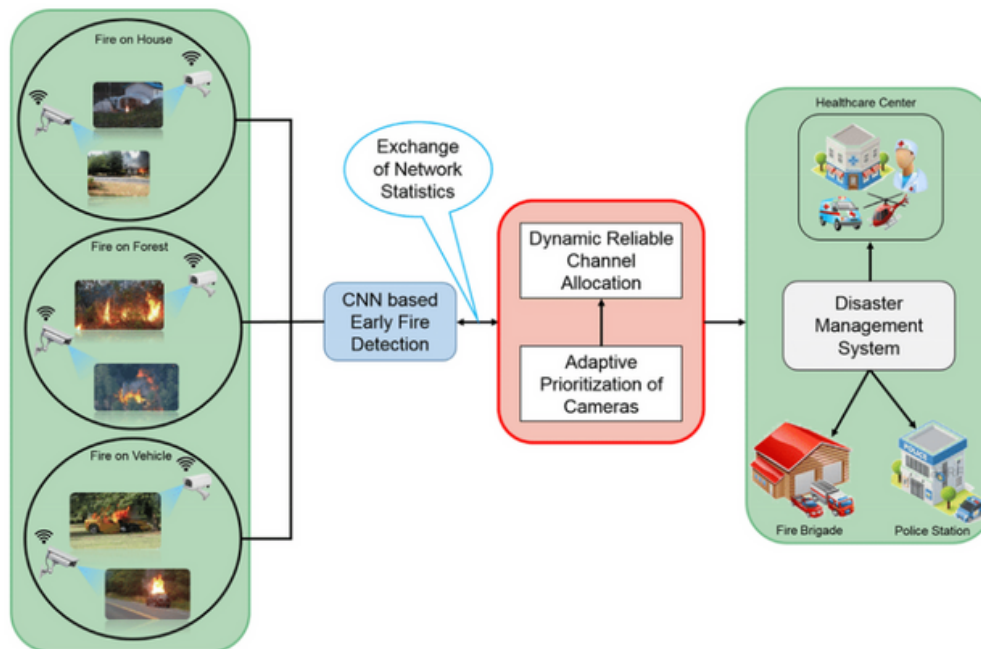 Fire on House
Fire on Forest
Fire on Vehicle
Exchange
of Network
Statistics
CNN based
Early Fire
Detection
Dynamic Reliable
Channel
Allocation
Adaptive
Prioritization of
Cameras
Healthcare Center
Disaster
Management
System
POLICE
Fire Brigade
Police Station